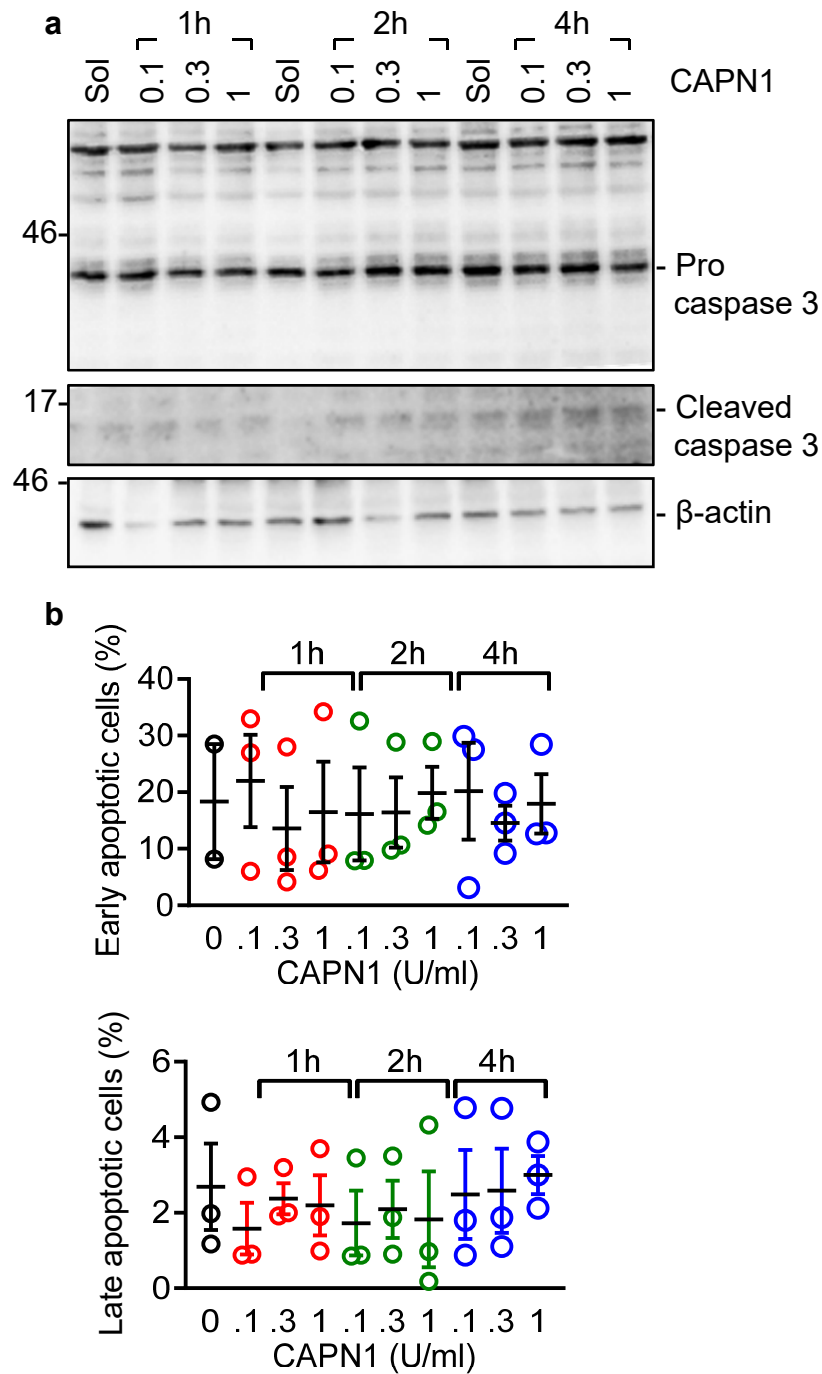 a
1h 2h 4h
Sol 0.1 0.3 1 Sol 0.1 0.3 1 Sol 0.1 0.3 1 CAPN1
46
Pro
caspase 3
17
Cleaved
caspase 3
46
β-actin
b
Early apoptotic cells (%)
1h 2h 4h
40
30
20
10
0
0 .1 .3 1 .1 .3 1 .1 .3 1
CAPN1 (U/ml)
Late apoptotic cells (%)
1h 2h 4h
6
4
2
0
0 .1 .3 1 .1 .3 1 .1 .3 1
CAPN1 (U/ml)